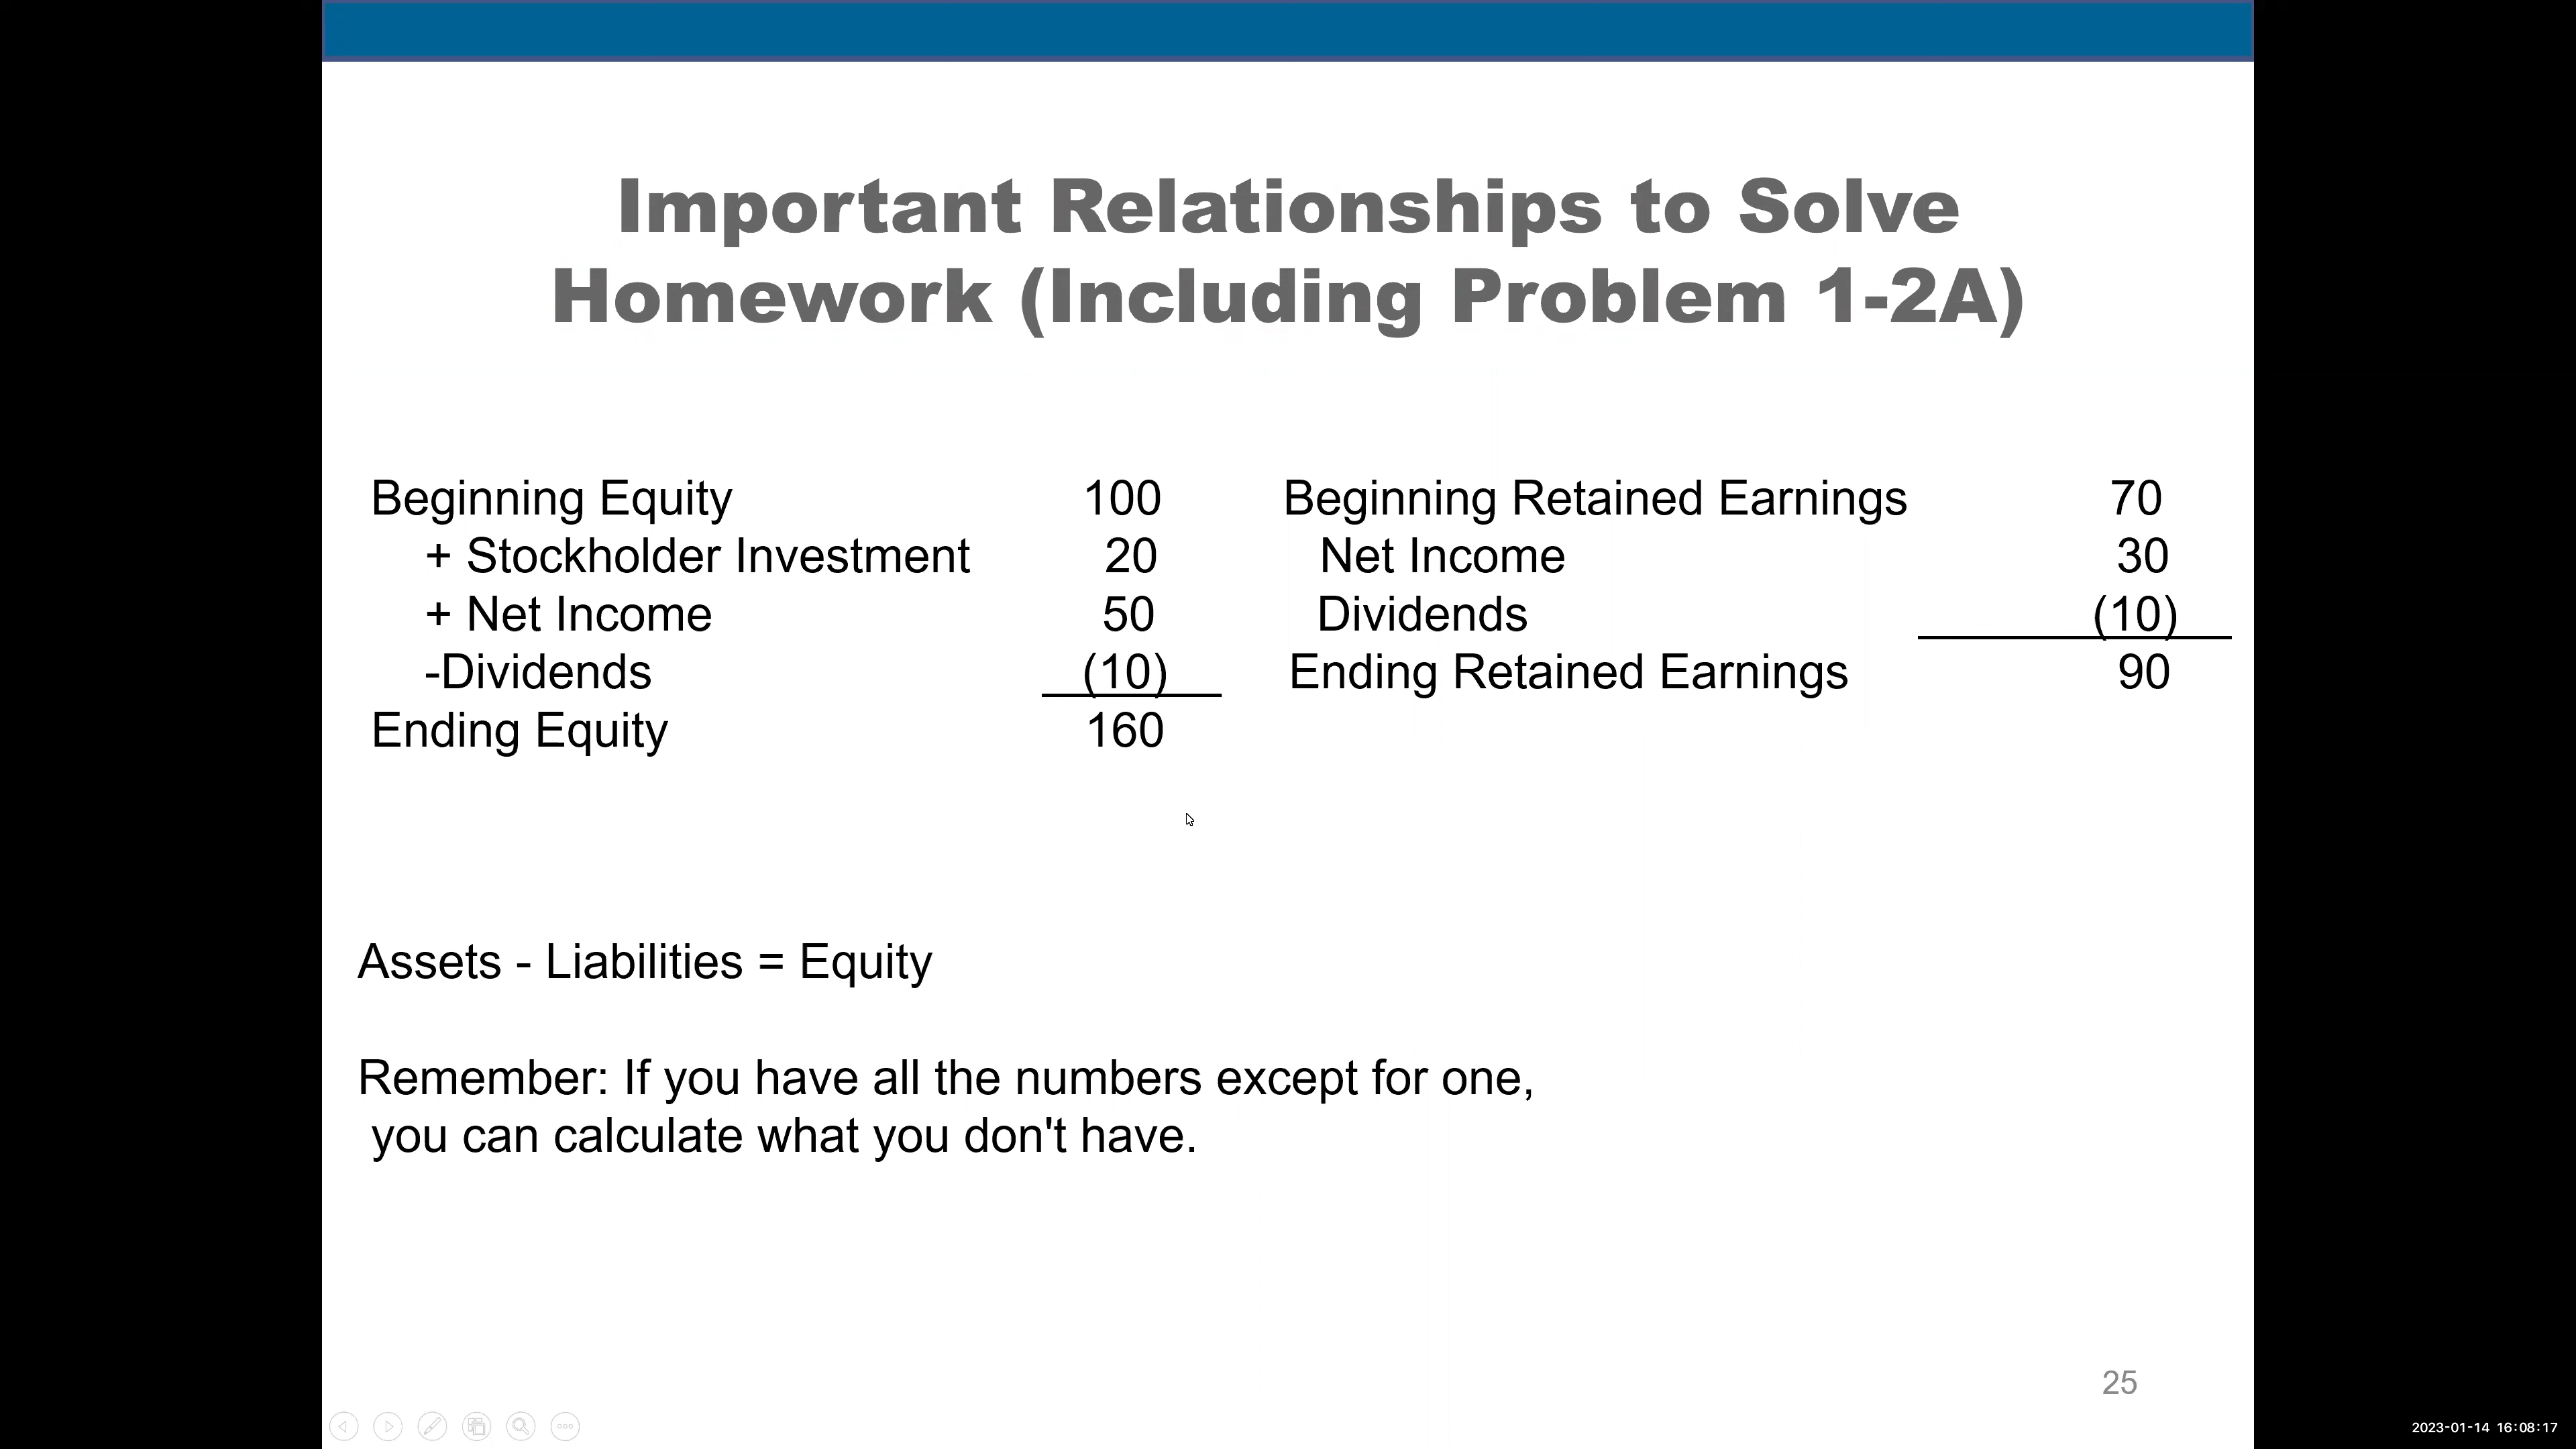 Important Relationships to Solve
Homework (Including Problem 1-2A)
Beginning Equity 100
+ Stockholder Investment 20
+ Net Income 50
-Dividends (10)
Ending Equity 160
Beginning Retained Earnings 70
Net Income 30
Dividends (10)
Ending Retained Earnings 90
Assets - Liabilities = Equity
Remember: If you have all the numbers except for one,
you can calculate what you don't have.
25
2023-01-14 16:08:17